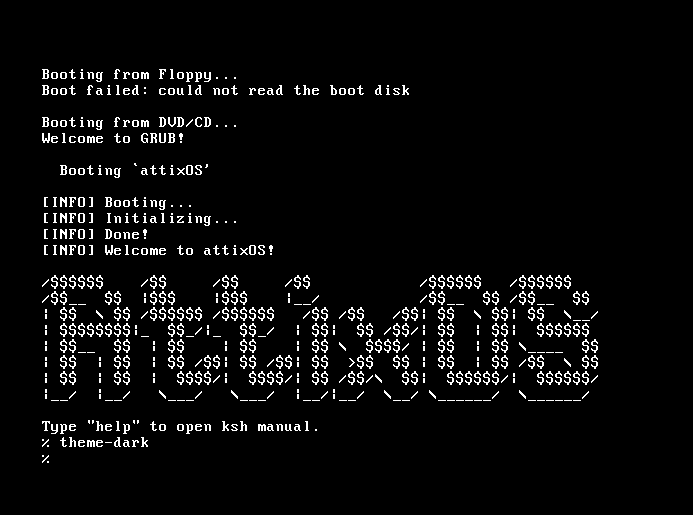 Booting from Floppy...
Boot failed: could not read the boot disk
Booting from DVD/CD...
Welcome to GRUB!
Booting `attixOS'
[INFO] Booting...
[INFO] Initializing...
[INFO] Done!
[INFO] Welcome to attixOS!
AttixOS
Type "help" to open ksh manual.
% theme-dark
%